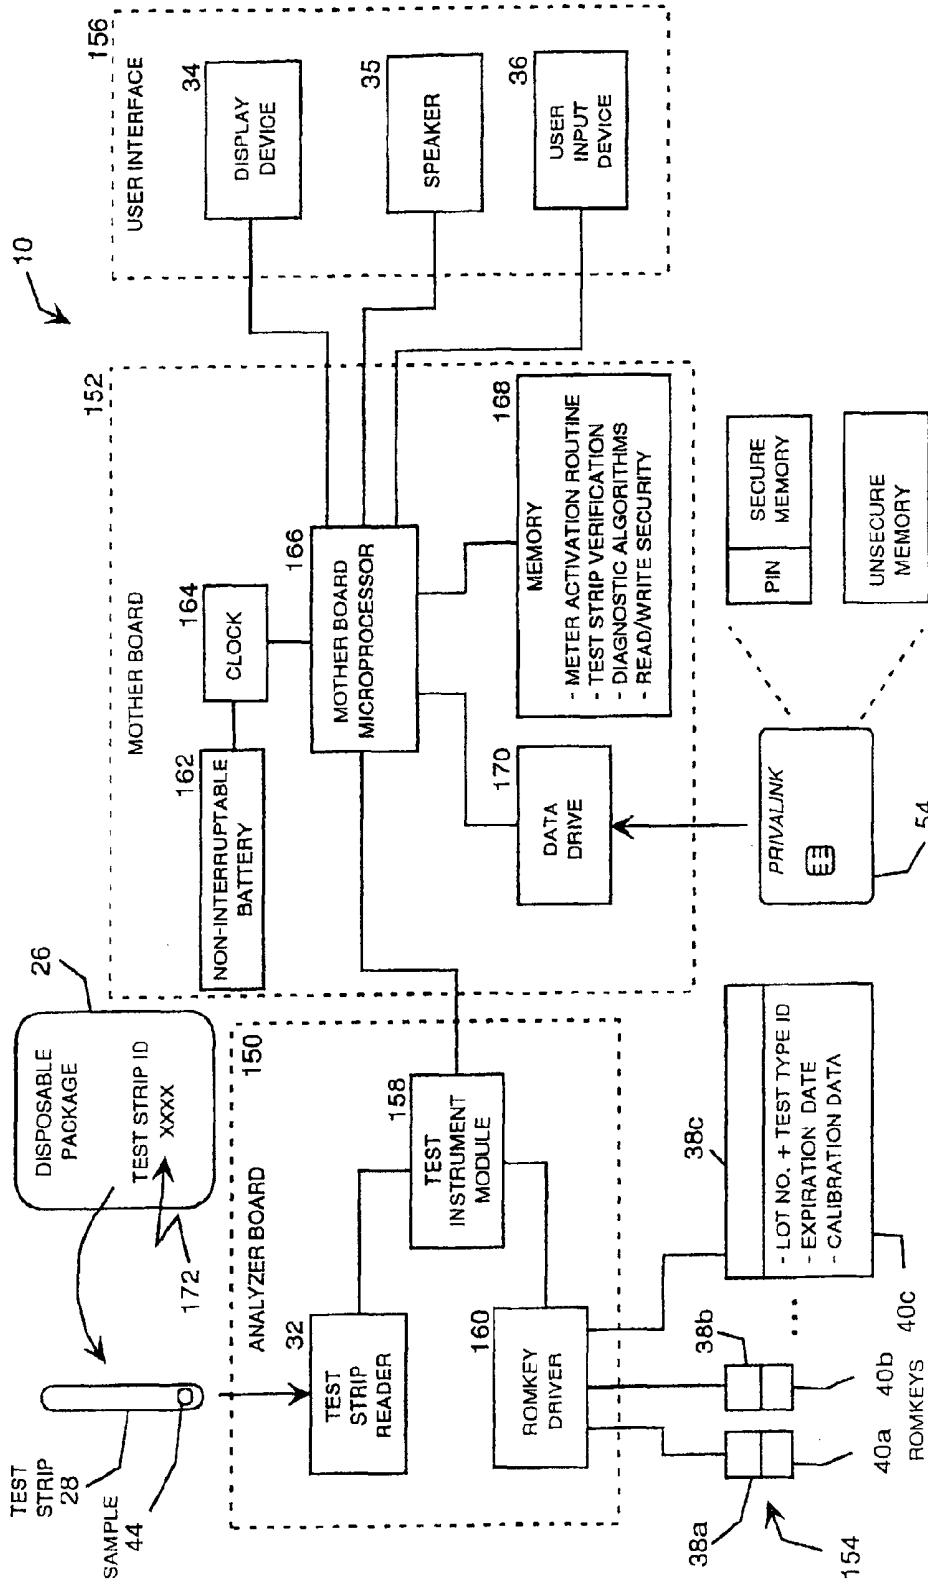 10
USER INTERFACE
156
DISPLAY
DEVICE
34
SPEAKER
35
USER
INPUT
DEVICE
36
MOTHER BOARD
152
NON-INTERRUPTABLE
BATTERY
162
CLOCK
164
MOTHER BOARD
MICROPROCESSOR
166
MEMORY
- METER ACTIVATION ROUTINE
- TEST STRIP VERIFICATION
- DIAGNOSTIC ALGORITHMS
- READ/WRITE SECURITY
168
DATA
DRIVE
170
PRIVALINK
54
PIN
SECURE
MEMORY
UNSECURE
MEMORY
DISPOSABLE
PACKAGE
TEST STRIP ID
XXXX
26
172
TEST
STRIP
28
SAMPLE
44
ANALYZER BOARD
150
TEST
STRIP
READER
32
TEST
INSTRUMENT
MODULE
158
ROMKEY
DRIVER
160
38a
38b
38c
- LOT NO. + TEST TYPE ID
- EXPIRATION DATE
- CALIBRATION DATA
40a
40b
40c
ROMKEYS
154